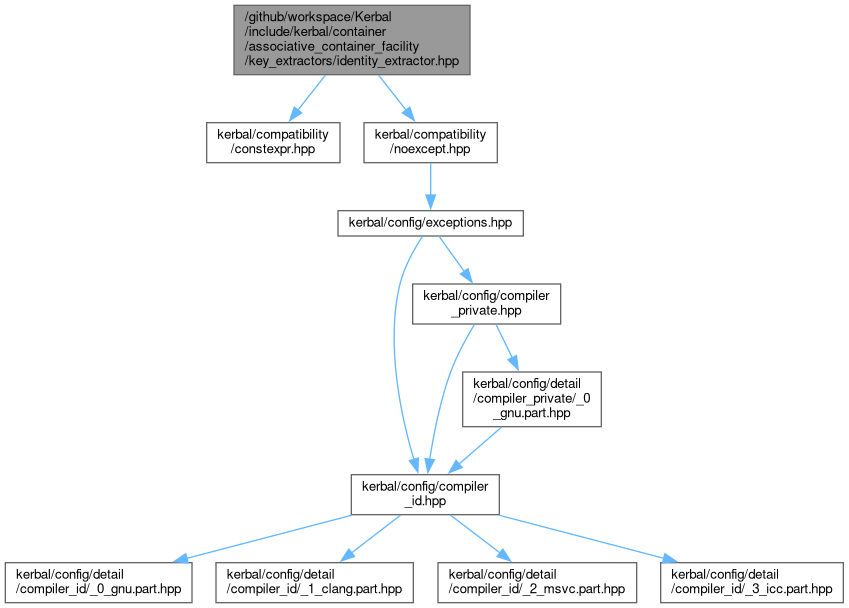 /github/workspace/Kerbal
/include/kerbal/container
/associative_container_facility
/key_extractors/identity_extractor.hpp
kerbal/compatibility
/constexpr.hpp
kerbal/compatibility
/noexcept.hpp
kerbal/config/exceptions.hpp
kerbal/config/compiler
_private.hpp
kerbal/config/detail
/compiler_private/_0
_gnu.part.hpp
kerbal/config/compiler
_id.hpp
kerbal/config/detail
/compiler_id/_0_gnu.part.hpp
kerbal/config/detail
/compiler_id/_1_clang.part.hpp
kerbal/config/detail
/compiler_id/_2_msvc.part.hpp
kerbal/config/detail
/compiler_id/_3_icc.part.hpp